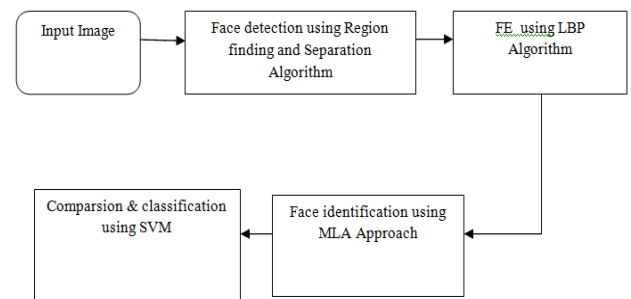 Input Image
Face detection using Region
finding and Separation
Algorithm
FE using LBP
Algorithm
Face identification using
MLA Approach
Comparsion & classification
using SVM